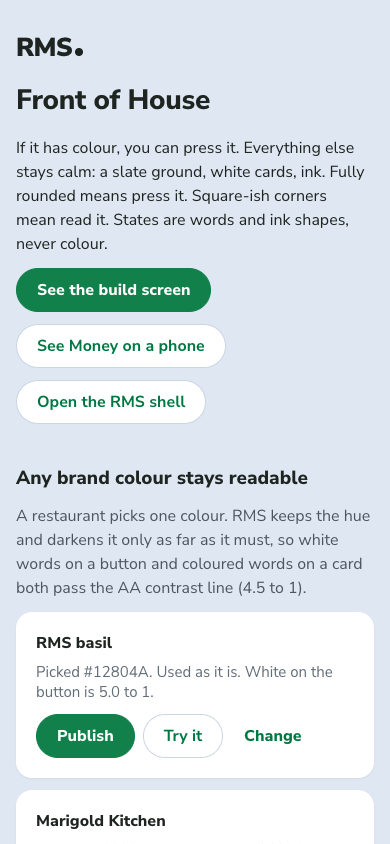 RMS
Front of House
If it has colour, you can press it. Everything else
stays calm: a slate ground, white cards, ink. Fully
rounded means press it. Square-ish corners
mean read it. States are words and ink shapes,
never colour.
See the build screen
See Money on a phone
Open the RMS shell
Any brand colour stays readable
A restaurant picks one colour. RMS keeps the hue
and darkens it only as far as it must, so white
words on a button and coloured words on a card
both pass the AA contrast line (4.5 to 1).
RMS basil
Picked #12804A. Used as it is. White on the
button is 5.0 to 1.
Publish
Try it
Change
Marigold Kitchen